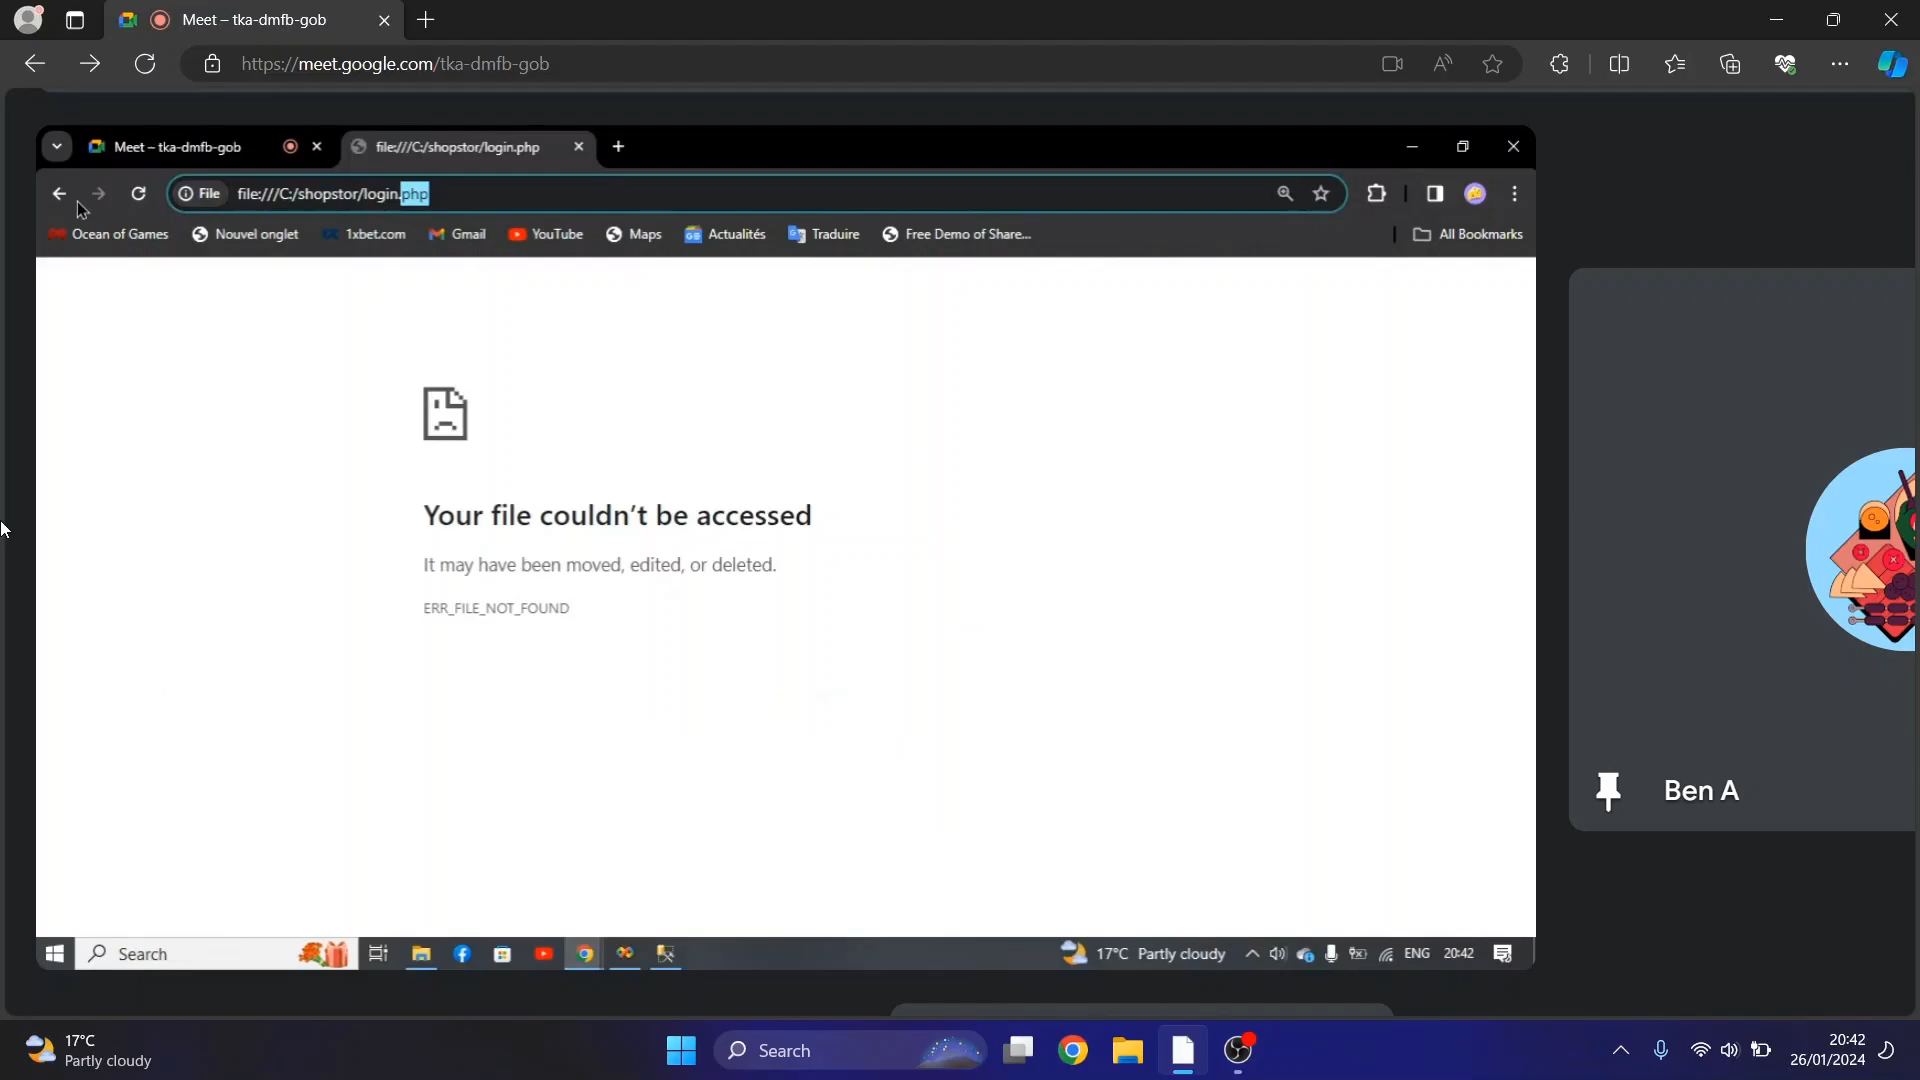 Meet – tka-dmfb-gob
https://meet.google.com/tka-dmfb-gob
Meet – tka-dmfb-gob
file:///C:/shopstor/login.php
File
file:///C:/shopstor/login.php
Ocean of Games
Nouvel onglet
1xbet.com
Gmail
YouTube
Maps
Actualités
Traduire
Free Demo of Share...
All Bookmarks
Your file couldn't be accessed
It may have been moved, edited, or deleted.
ERR_FILE_NOT_FOUND
Ben A
Search
17°C Partly cloudy
ENG
20:42
17°C
Partly cloudy
Search
20:42
26/01/2024